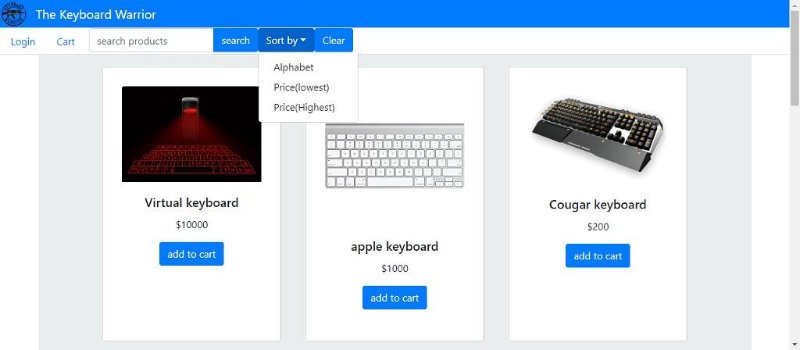 The Keyboard Warrior
Login Cart search products search Sort by Clear
Alphabet
Price(lowest)
Price(Highest)
Virtual keyboard
$10000
add to cart
apple keyboard
$1000
add to cart
Cougar keyboard
$200
add to cart